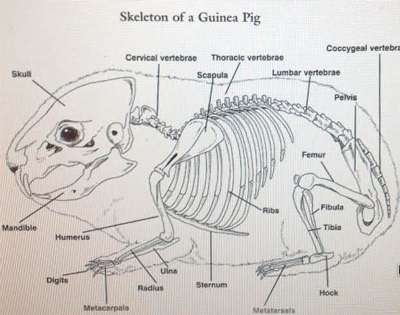 Skeleton of a Guinea Pig
Coccygeal vertebra
Cervical vertebrae
Thoracic vertebrae
Skull
Scapula
Lumbar vertebrae
Pelvis
Femur
Ribs
Fibula
Mandible
Tibia
Humerus
Ulna
Digits
Radius
Sternum
Hock
Metacarpals
Metatarsals